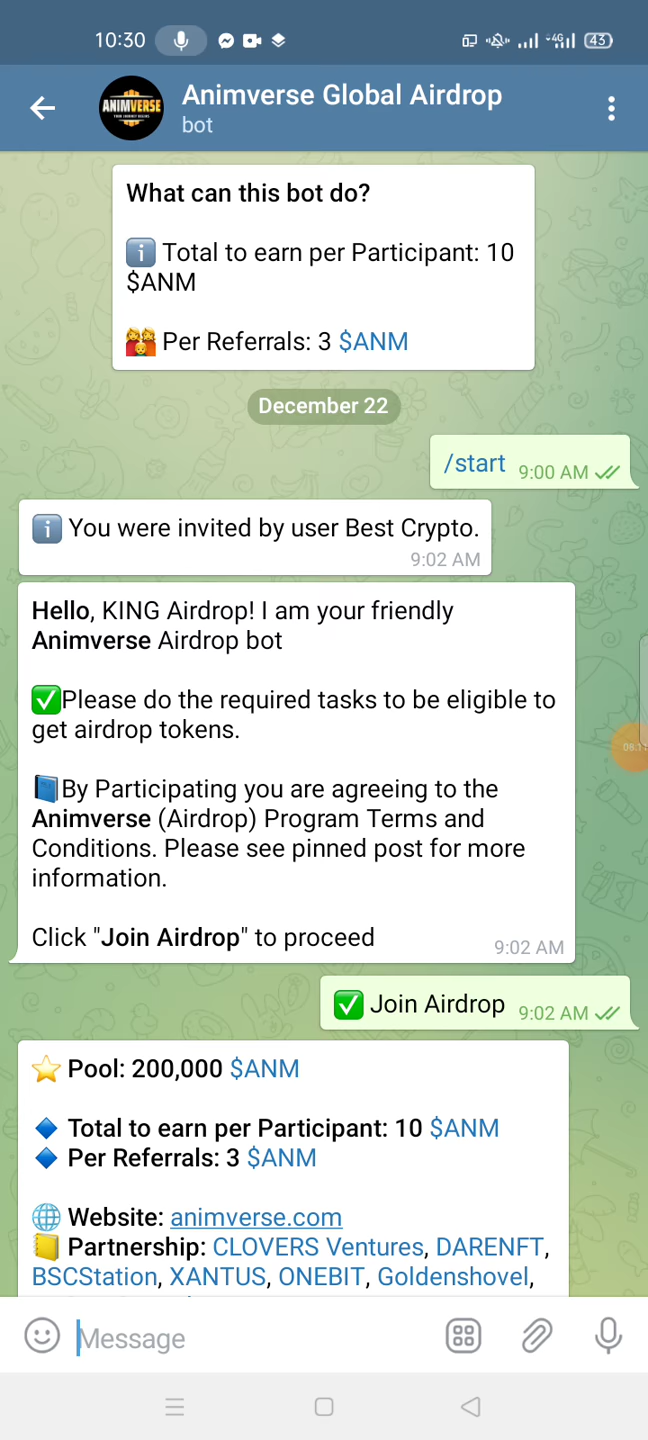 10:30
4G
43
ANIMVERSE
Animverse Global Airdrop
bot
What can this bot do?
ℹ️ Total to earn per Participant: 10
$ANM
👨‍👩‍👦 Per Referrals: 3 $ANM
December 22
/start 9:00 AM
ℹ️ You were invited by user Best Crypto.
9:02 AM
Hello, KING Airdrop! I am your friendly
Animverse Airdrop bot
✅Please do the required tasks to be eligible to
get airdrop tokens.
📘By Participating you are agreeing to the
Animverse (Airdrop) Program Terms and
Conditions. Please see pinned post for more
information.
Click "Join Airdrop" to proceed 9:02 AM
✅ Join Airdrop 9:02 AM
⭐ Pool: 200,000 $ANM
🔹 Total to earn per Participant: 10 $ANM
🔹 Per Referrals: 3 $ANM
🌐 Website: animverse.com
📒 Partnership: CLOVERS Ventures, DARENFT,
BSCStation, XANTUS, ONEBIT, Goldenshovel,
Message